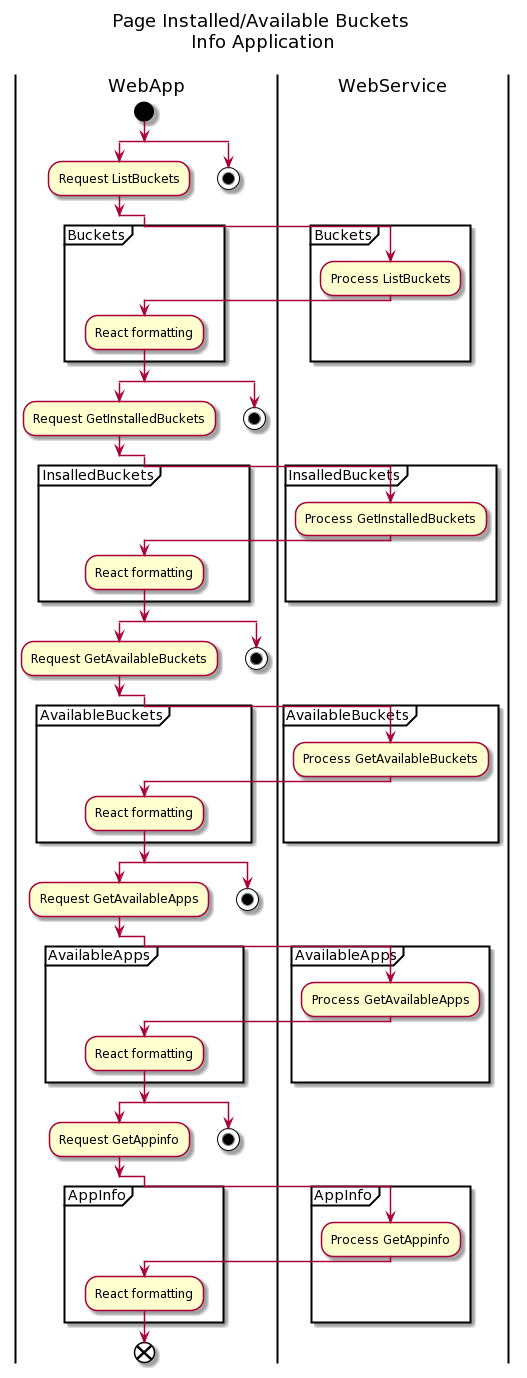 Page Installed/Available Buckets
Info Application
WebApp
WebService
Request ListBuckets
Buckets
Buckets
Process ListBuckets
React formatting
Request GetInstalledBuckets
InsalledBuckets
InsalledBuckets
Process GetInstalledBuckets
React formatting
Request GetAvailableBuckets
AvailableBuckets
AvailableBuckets
Process GetAvailableBuckets
React formatting
Request GetAvailableApps
AvailableApps
AvailableApps
Process GetAvailableApps
React formatting
Request GetAppinfo
AppInfo
AppInfo
Process GetAppinfo
React formatting